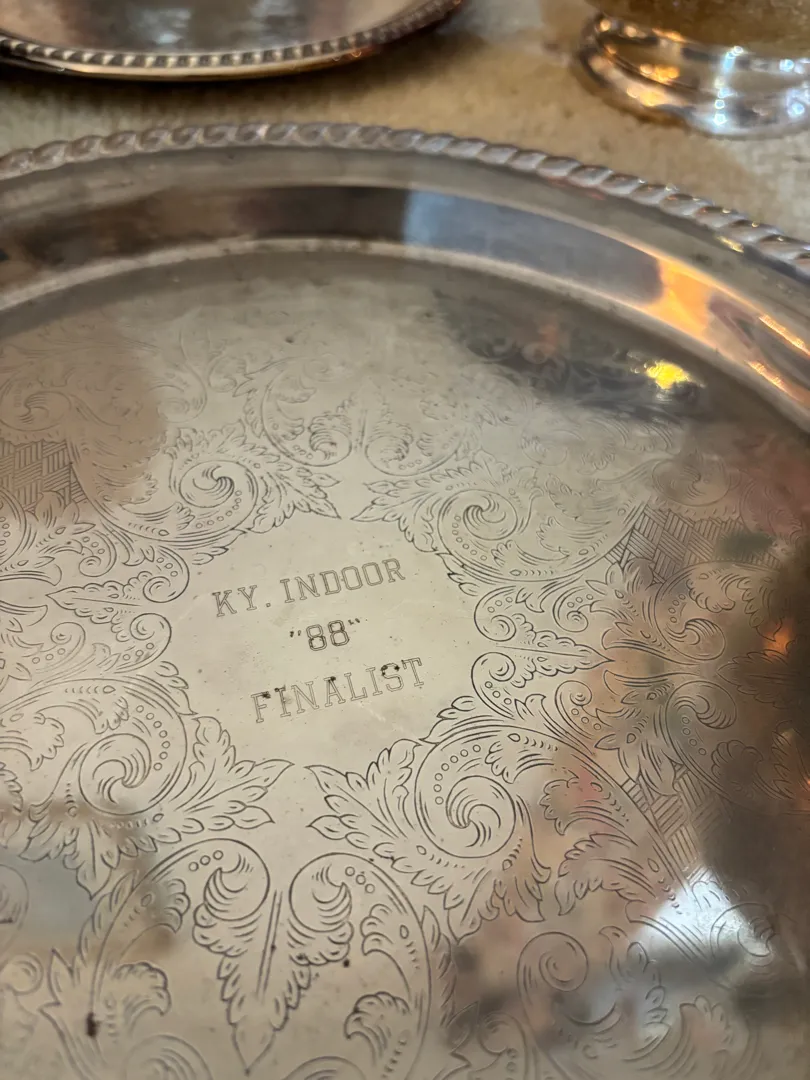 KY. INDOOR
"88"
FINALIST